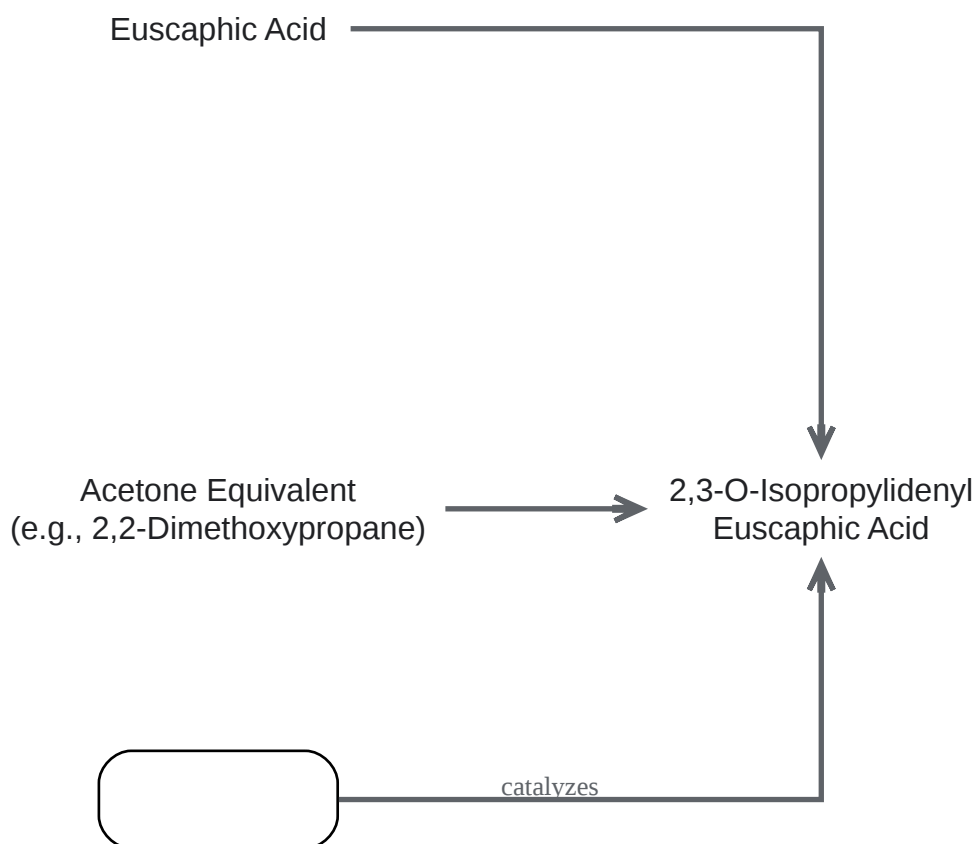 Euscaphic Acid
Acetone Equivalent
(e.g., 2,2-Dimethoxypropane)
2,3-O-Isopropylidenyl
Euscaphic Acid
catalyzes